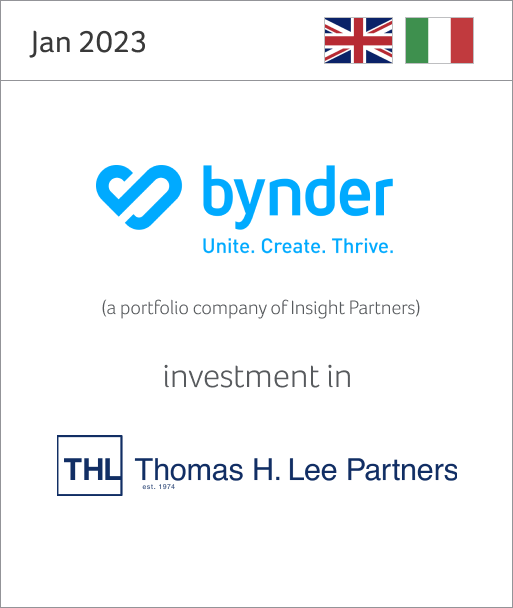 Jan 2023
bynder
Unite. Create. Thrive.
(a portfolio company of Insight Partners)
investment in
THL Thomas H. Lee Partners
est. 1974